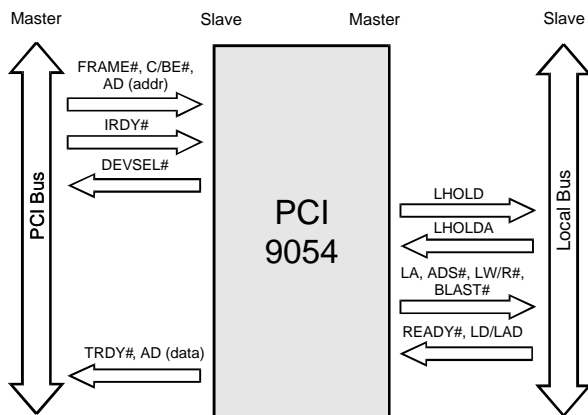 Master
Slave
Master
Slave
FRAME#, C/BE#,
AD (addr)
IRDY#
DEVSEL#
PCI Bus
PCI
9054
LHOLD
LHOLDA
LA, ADS#, LW/R#,
BLAST#
READY#, LD/LAD
Local Bus
TRDY#, AD (data)